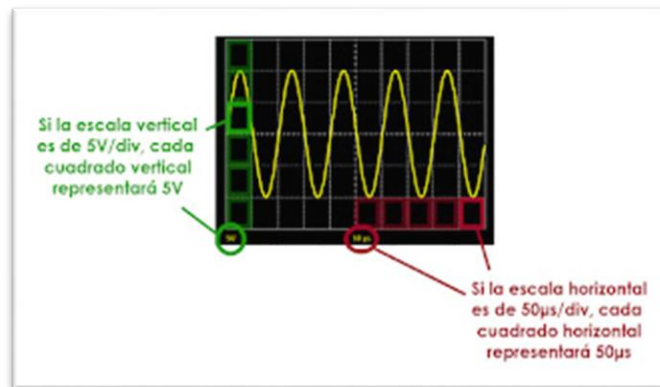 Si la escala vertical
es de 5V/div, cada
cuadrado vertical
representará 5V
5V
50µs
Si la escala horizontal
es de 50µs/div, cada
cuadrado horizontal
representará 50µs